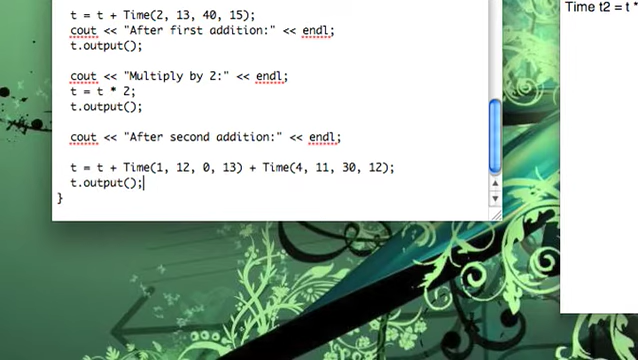 t = t + Time(2, 13, 40, 15);
cout << "After first addition:" << endl;
t.output();
cout << "Multiply by 2:" << endl;
t = t * 2;
t.output();
cout << "After second addition:" << endl;
t = t + Time(1, 12, 0, 13) + Time(4, 11, 30, 12);
t.output();
}
Time t2 = t *